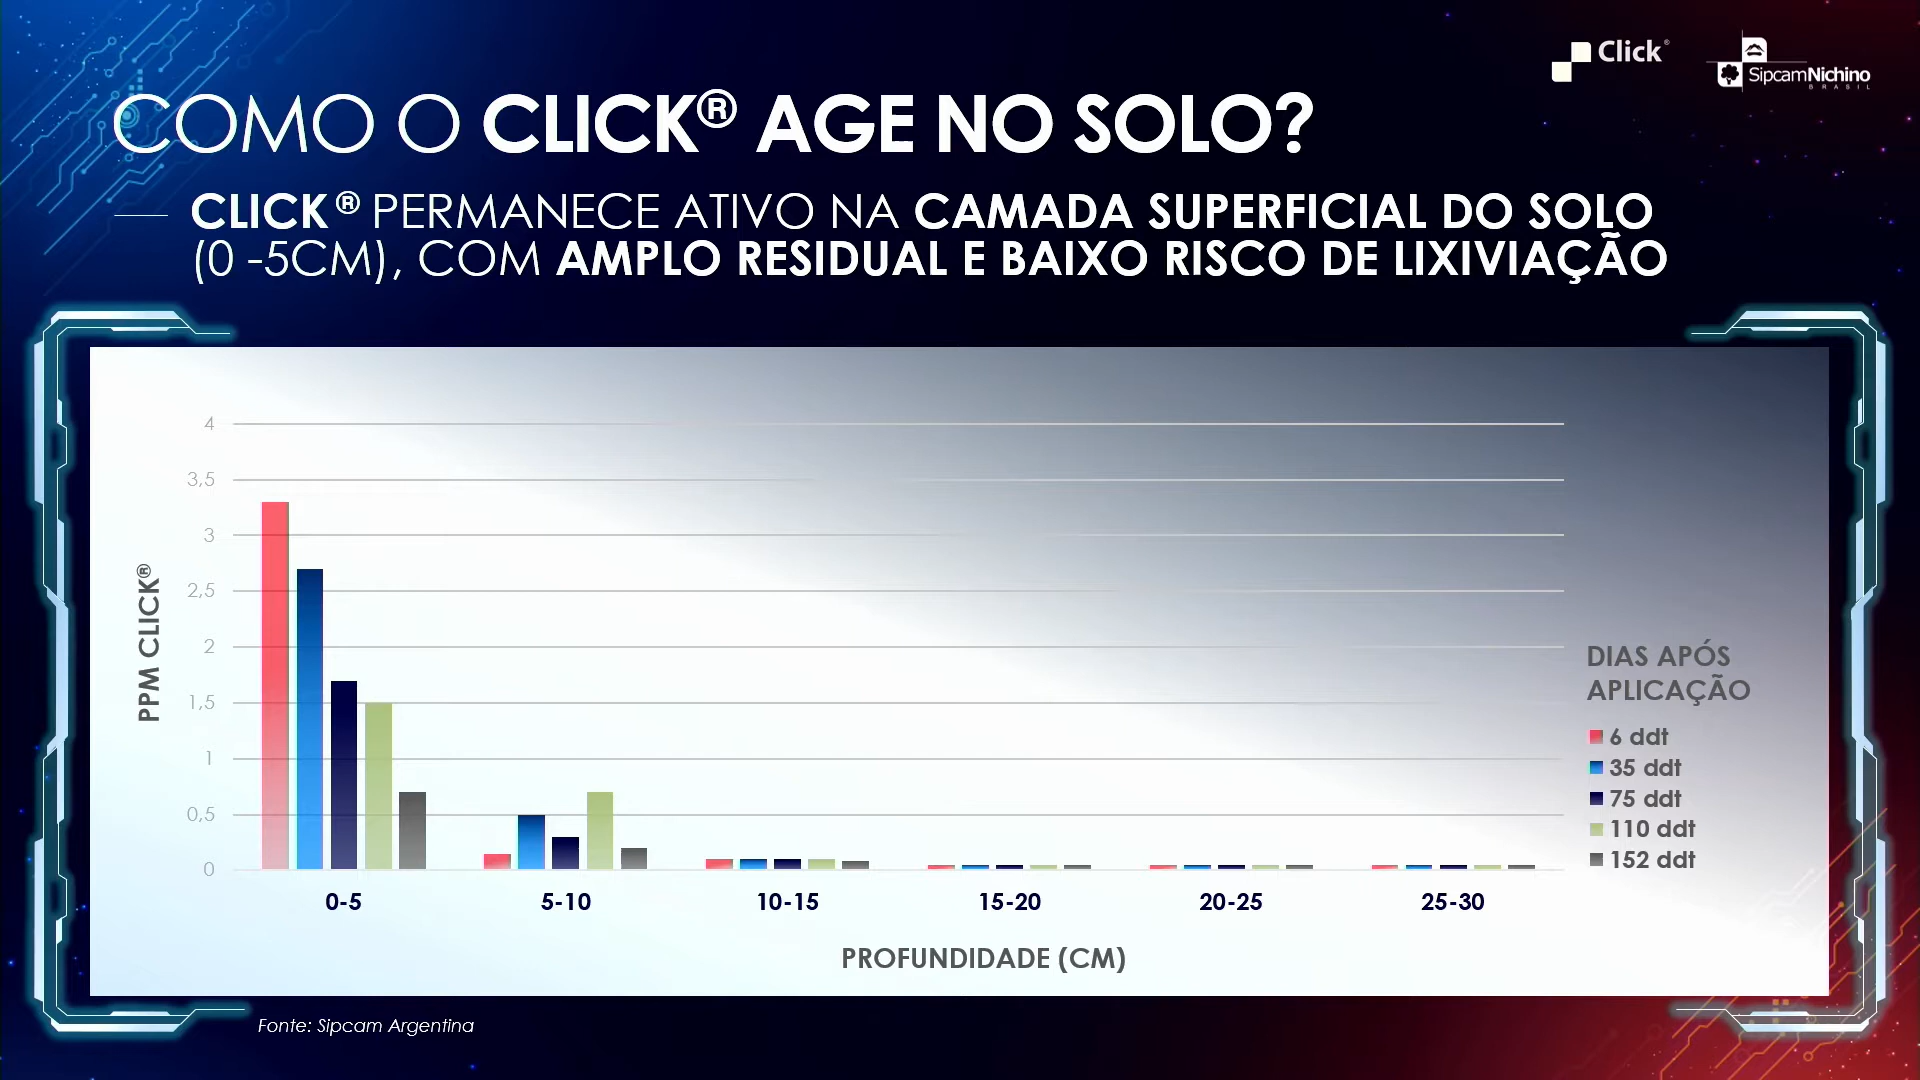 Click®
SipcamNichino
BRASIL
COMO O CLICK® AGE NO SOLO?
CLICK ® PERMANECE ATIVO NA CAMADA SUPERFICIAL DO SOLO
(0 -5CM), COM AMPLO RESIDUAL E BAIXO RISCO DE LIXIVIAÇÃO
PPM CLICK®
4
3,5
3
2,5
2
1,5
1
0,5
0
0-5
5-10
10-15
15-20
20-25
25-30
PROFUNDIDADE (CM)
DIAS APÓS
APLICAÇÃO
6 ddt
35 ddt
75 ddt
110 ddt
152 ddt
Fonte: Sipcam Argentina